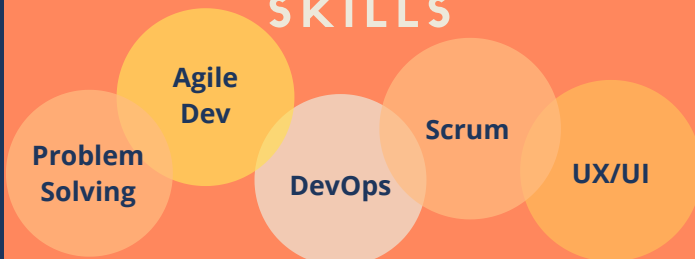 SKILLS
Agile
Dev
Problem
Solving
DevOps
Scrum
UX/UI